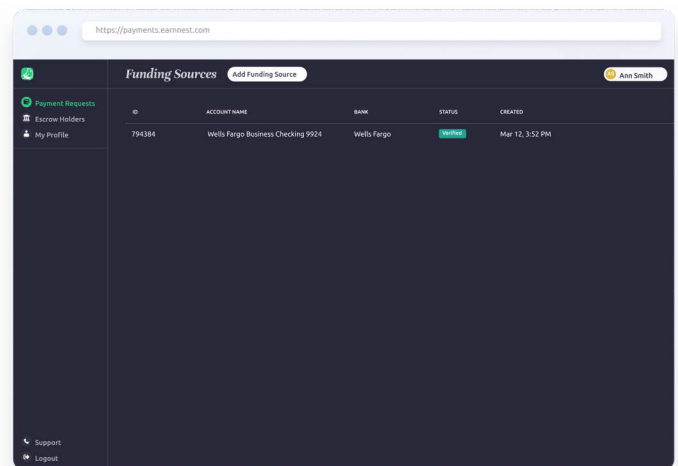 https://payments.earnnest.com
Funding Sources Add Funding Source AS Ann Smith
Payment Requests
Escrow Holders
My Profile
ID ACCOUNT NAME BANK STATUS CREATED
794384 Wells Fargo Business Checking 9924 Wells Fargo Verified Mar 12, 3:52 PM
Support
Logout